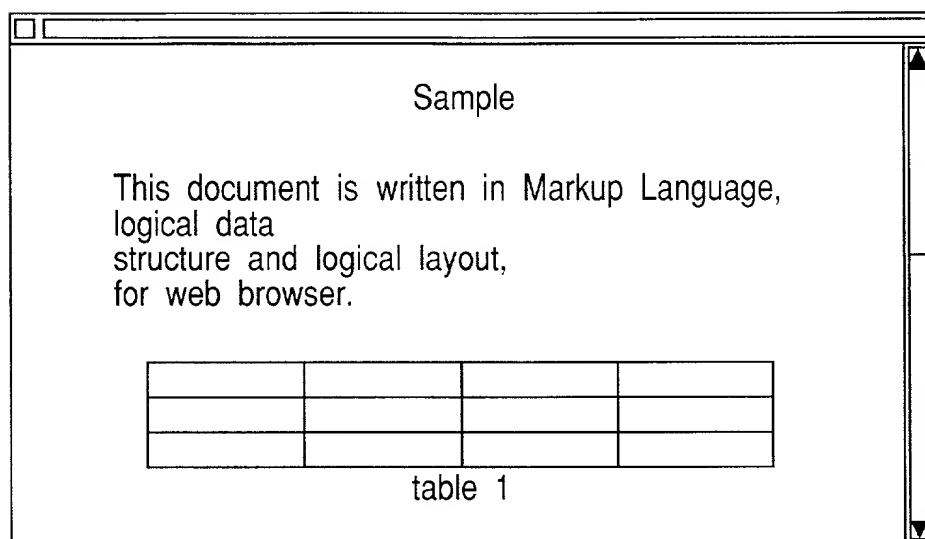 Sample
This document is written in Markup Language,
logical data
structure and logical layout,
for web browser.
table 1